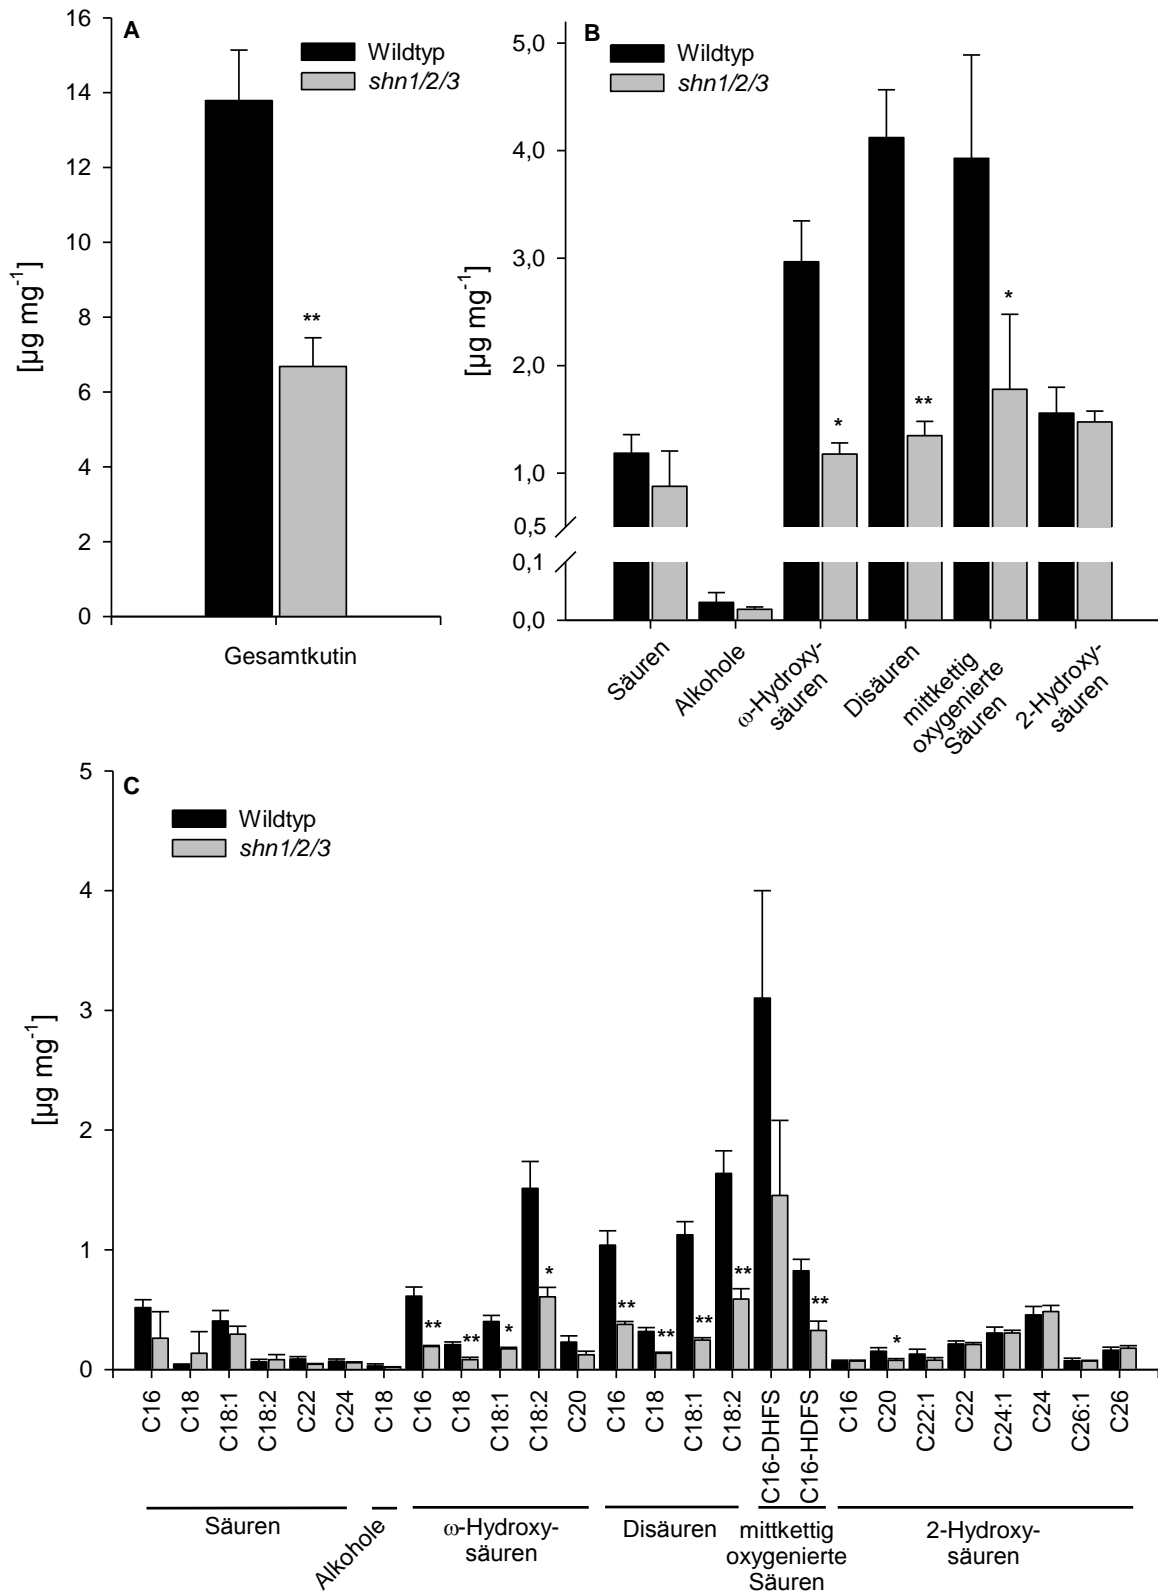 A
Wildtyp
shn1/2/3
[µg mg-1]
16
14
12
10
8
6
4
2
0
**
Gesamtkutin
B
Wildtyp
shn1/2/3
[µg mg-1]
5,0
4,0
3,0
2,0
1,0
0,5
0,1
0,0
*
**
*
Säuren
Alkohole
ω-Hydroxy-
säuren
Disäuren
mittkettig
oxygenierte
Säuren
2-Hydroxy-
säuren
C
Wildtyp
shn1/2/3
[µg mg-1]
5
4
3
2
1
0
**
**
*
*
**
**
**
**
**
*
C16
C18
C18:1
C18:2
C22
C24
C18
C16
C18
C18:1
C18:2
C20
C16
C18
C18:1
C18:2
C16-DHFS
C16-HDFS
C16
C20
C22:1
C22
C24:1
C24
C26:1
C26
Säuren
Alkohole
ω-Hydroxy-
säuren
Disäuren
mittkettig
oxygenierte
Säuren
2-Hydroxy-
säuren